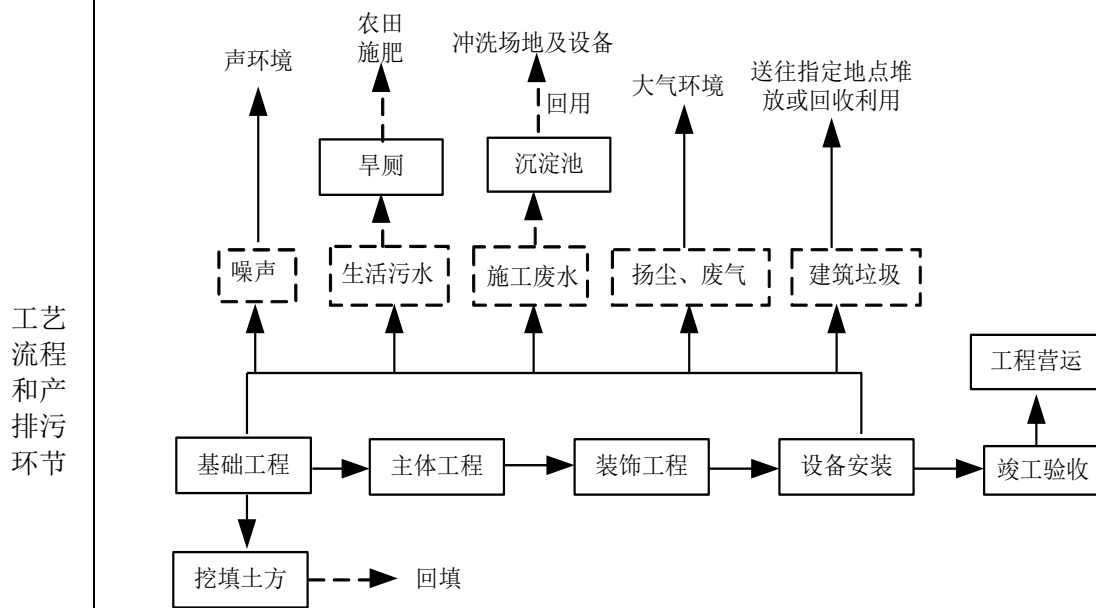 工艺
流程
和产
排污
环节
农田
施肥
冲洗场地及设备
声环境
大气环境
送往指定地点堆
放或回收利用
回用
旱厕
沉淀池
噪声
生活污水
施工废水
扬尘、废气
建筑垃圾
工程营运
基础工程
主体工程
装饰工程
设备安装
竣工验收
挖填土方
回填